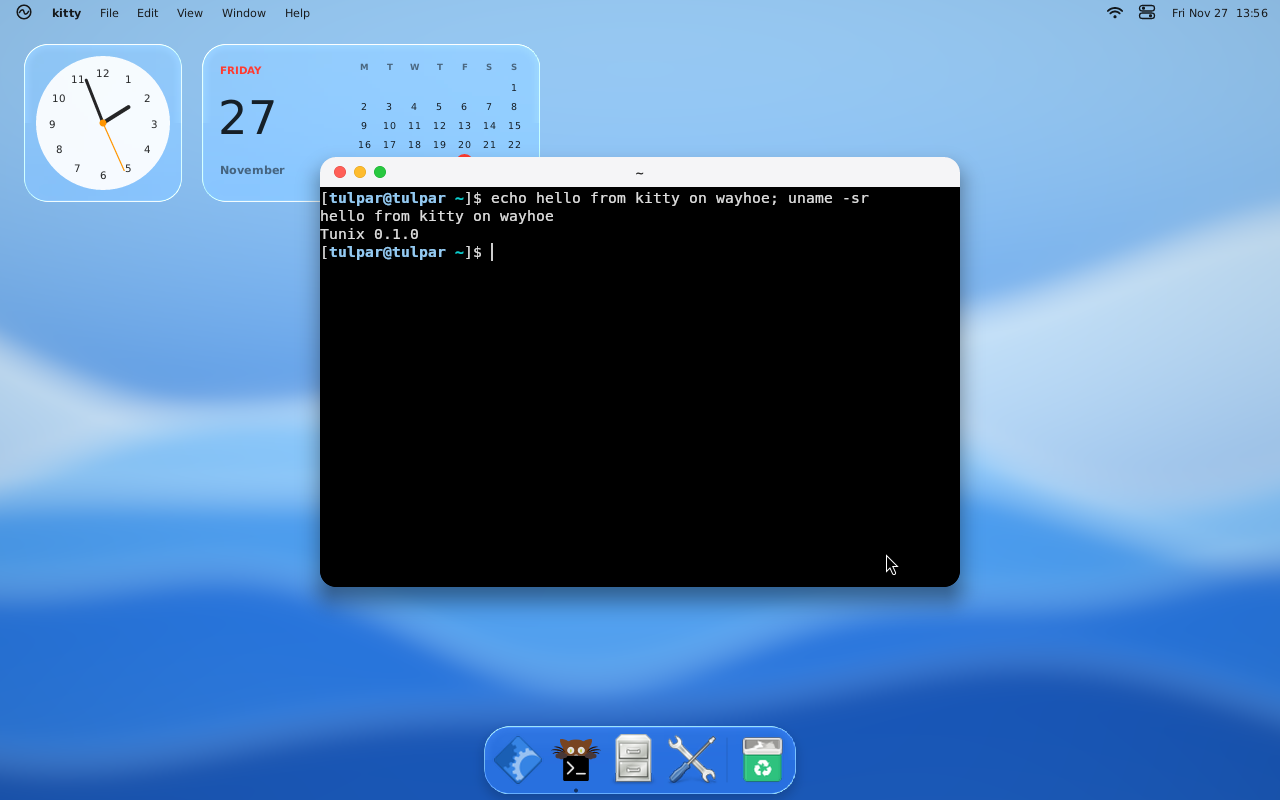 kitty File Edit View Window Help Fri Nov 27 13:56
12
11 1
10 2
9 3
8 4
7 5
6
FRIDAY
27
November
M T W T F S S
1
2 3 4 5 6 7 8
9 10 11 12 13 14 15
16 17 18 19 20 21 22
~
[tulpar@tulpar ~]$ echo hello from kitty on wayhoe; uname -sr
hello from kitty on wayhoe
Tunix 0.1.0
[tulpar@tulpar ~]$